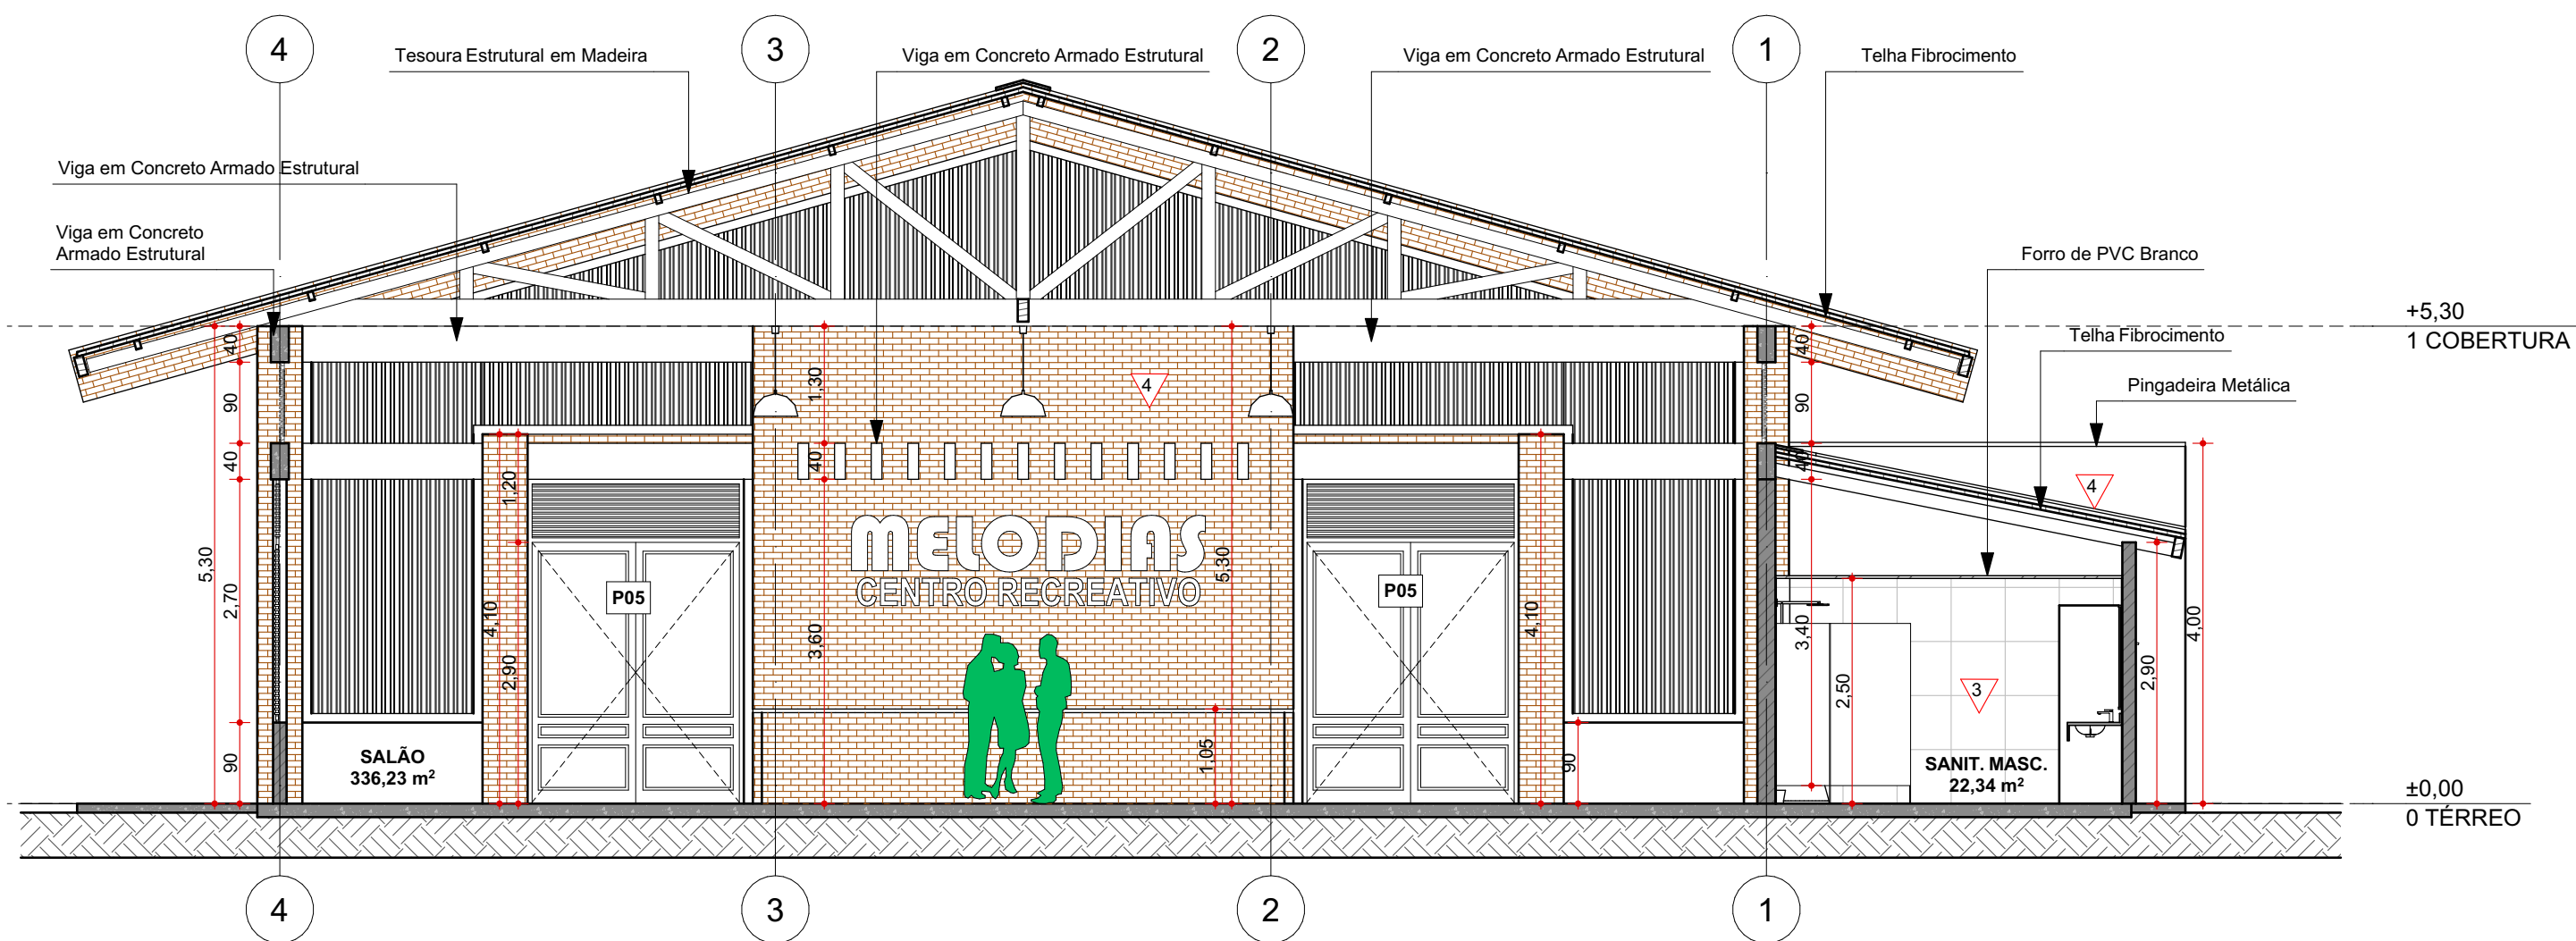 4
3
2
1
Tesoura Estrutural em Madeira
Viga em Concreto Armado Estrutural
Viga em Concreto Armado Estrutural
Telha Fibrocimento
Viga em Concreto Armado Estrutural
Viga em Concreto
Armado Estrutural
Forro de PVC Branco
+5,30
1 COBERTURA
Telha Fibrocimento
Pingadeira Metálica
40
90
40
5,30
2,70
90
4,10
1,20
2,90
1,30
40
3,60
4
5,30
1,05
4,10
90
40
90
40
3,40
2,50
4
2,90
4,00
3
MELODIAS
CENTRO RECREATIVO
P05
P05
SALÃO
336,23 m²
SANIT. MASC.
22,34 m²
±0,00
0 TÉRREO
4
3
2
1